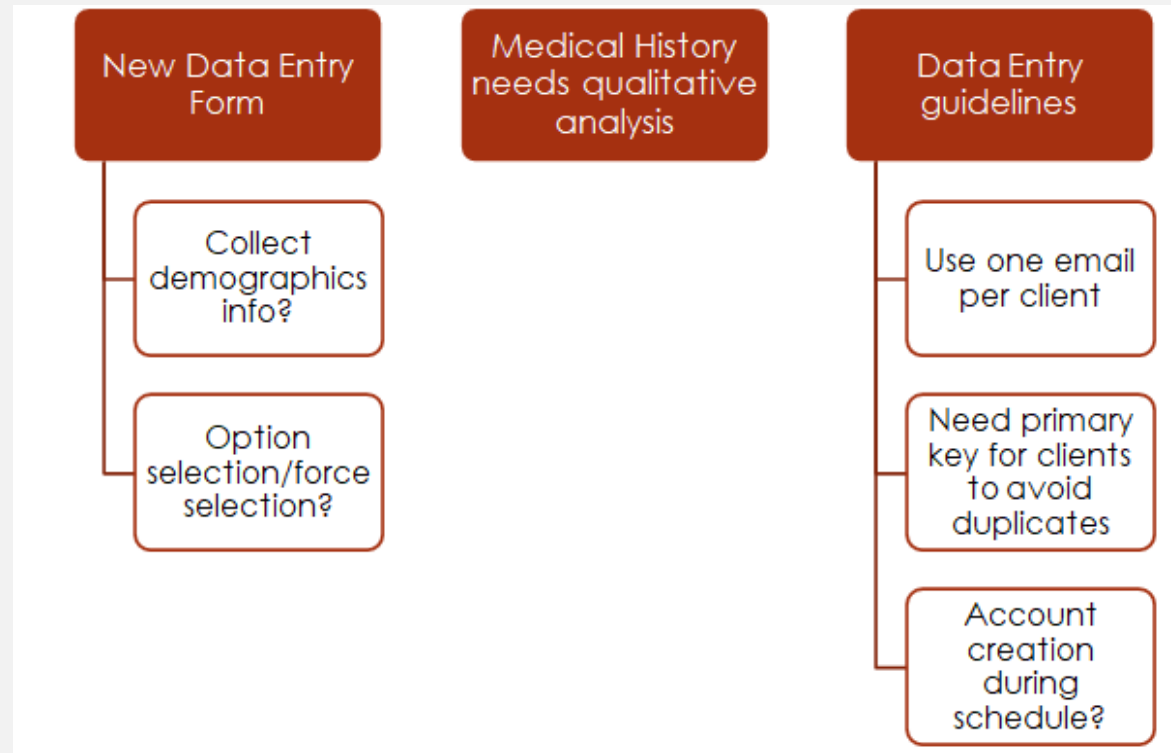 New Data Entry
Form
Collect
demographics
info?
Option
selection/force
selection?
Medical History
needs qualitative
analysis
Data Entry
guidelines
Use one email
per client
Need primary
key for clients
to avoid
duplicates
Account
creation
during
schedule?